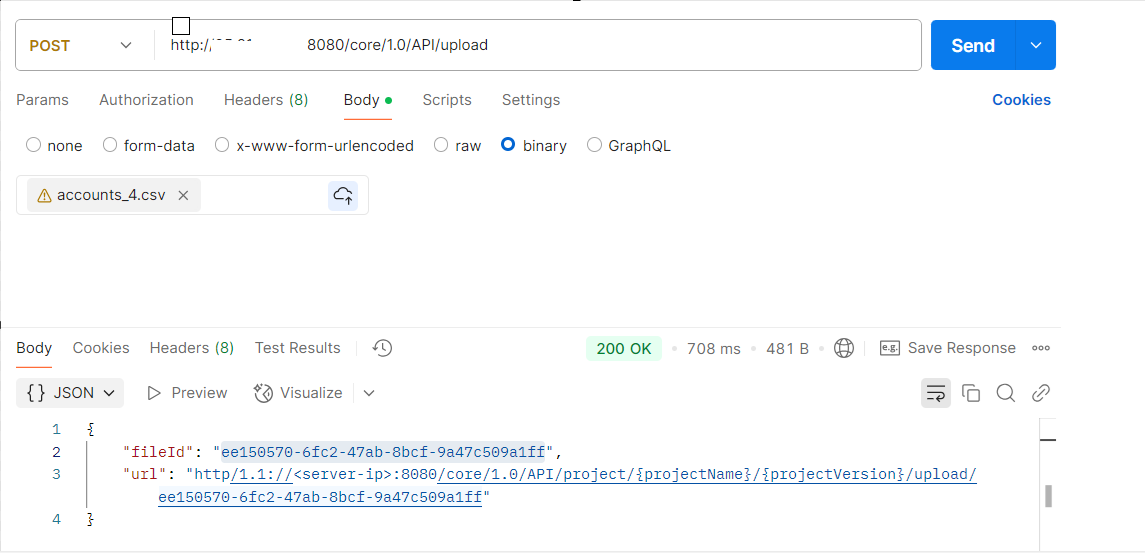 POST http:// 8080/core/1.0/API/upload Send
Params Authorization Headers (8) Body Scripts Settings Cookies
none form-data x-www-form-urlencoded raw binary GraphQL
accounts_4.csv
Body Cookies Headers (8) Test Results 200 OK 708 ms 481 B e.g. Save Response
{} JSON Preview Visualize
1 {
2 "fileId": "ee150570-6fc2-47ab-8bcf-9a47c509a1ff",
3 "url": "http/1.1://<server-ip>:8080/core/1.0/API/project/{projectName}/{projectVersion}/upload/
ee150570-6fc2-47ab-8bcf-9a47c509a1ff"
4 }